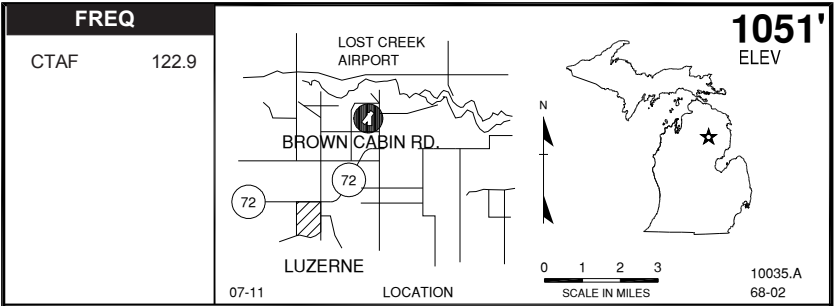 FREQ
CTAF 122.9
LOST CREEK
AIRPORT
BROWN CABIN RD.
72
72
LUZERNE
07-11
LOCATION
1051'
ELEV
N
0 1 2 3
SCALE IN MILES
10035.A
68-02